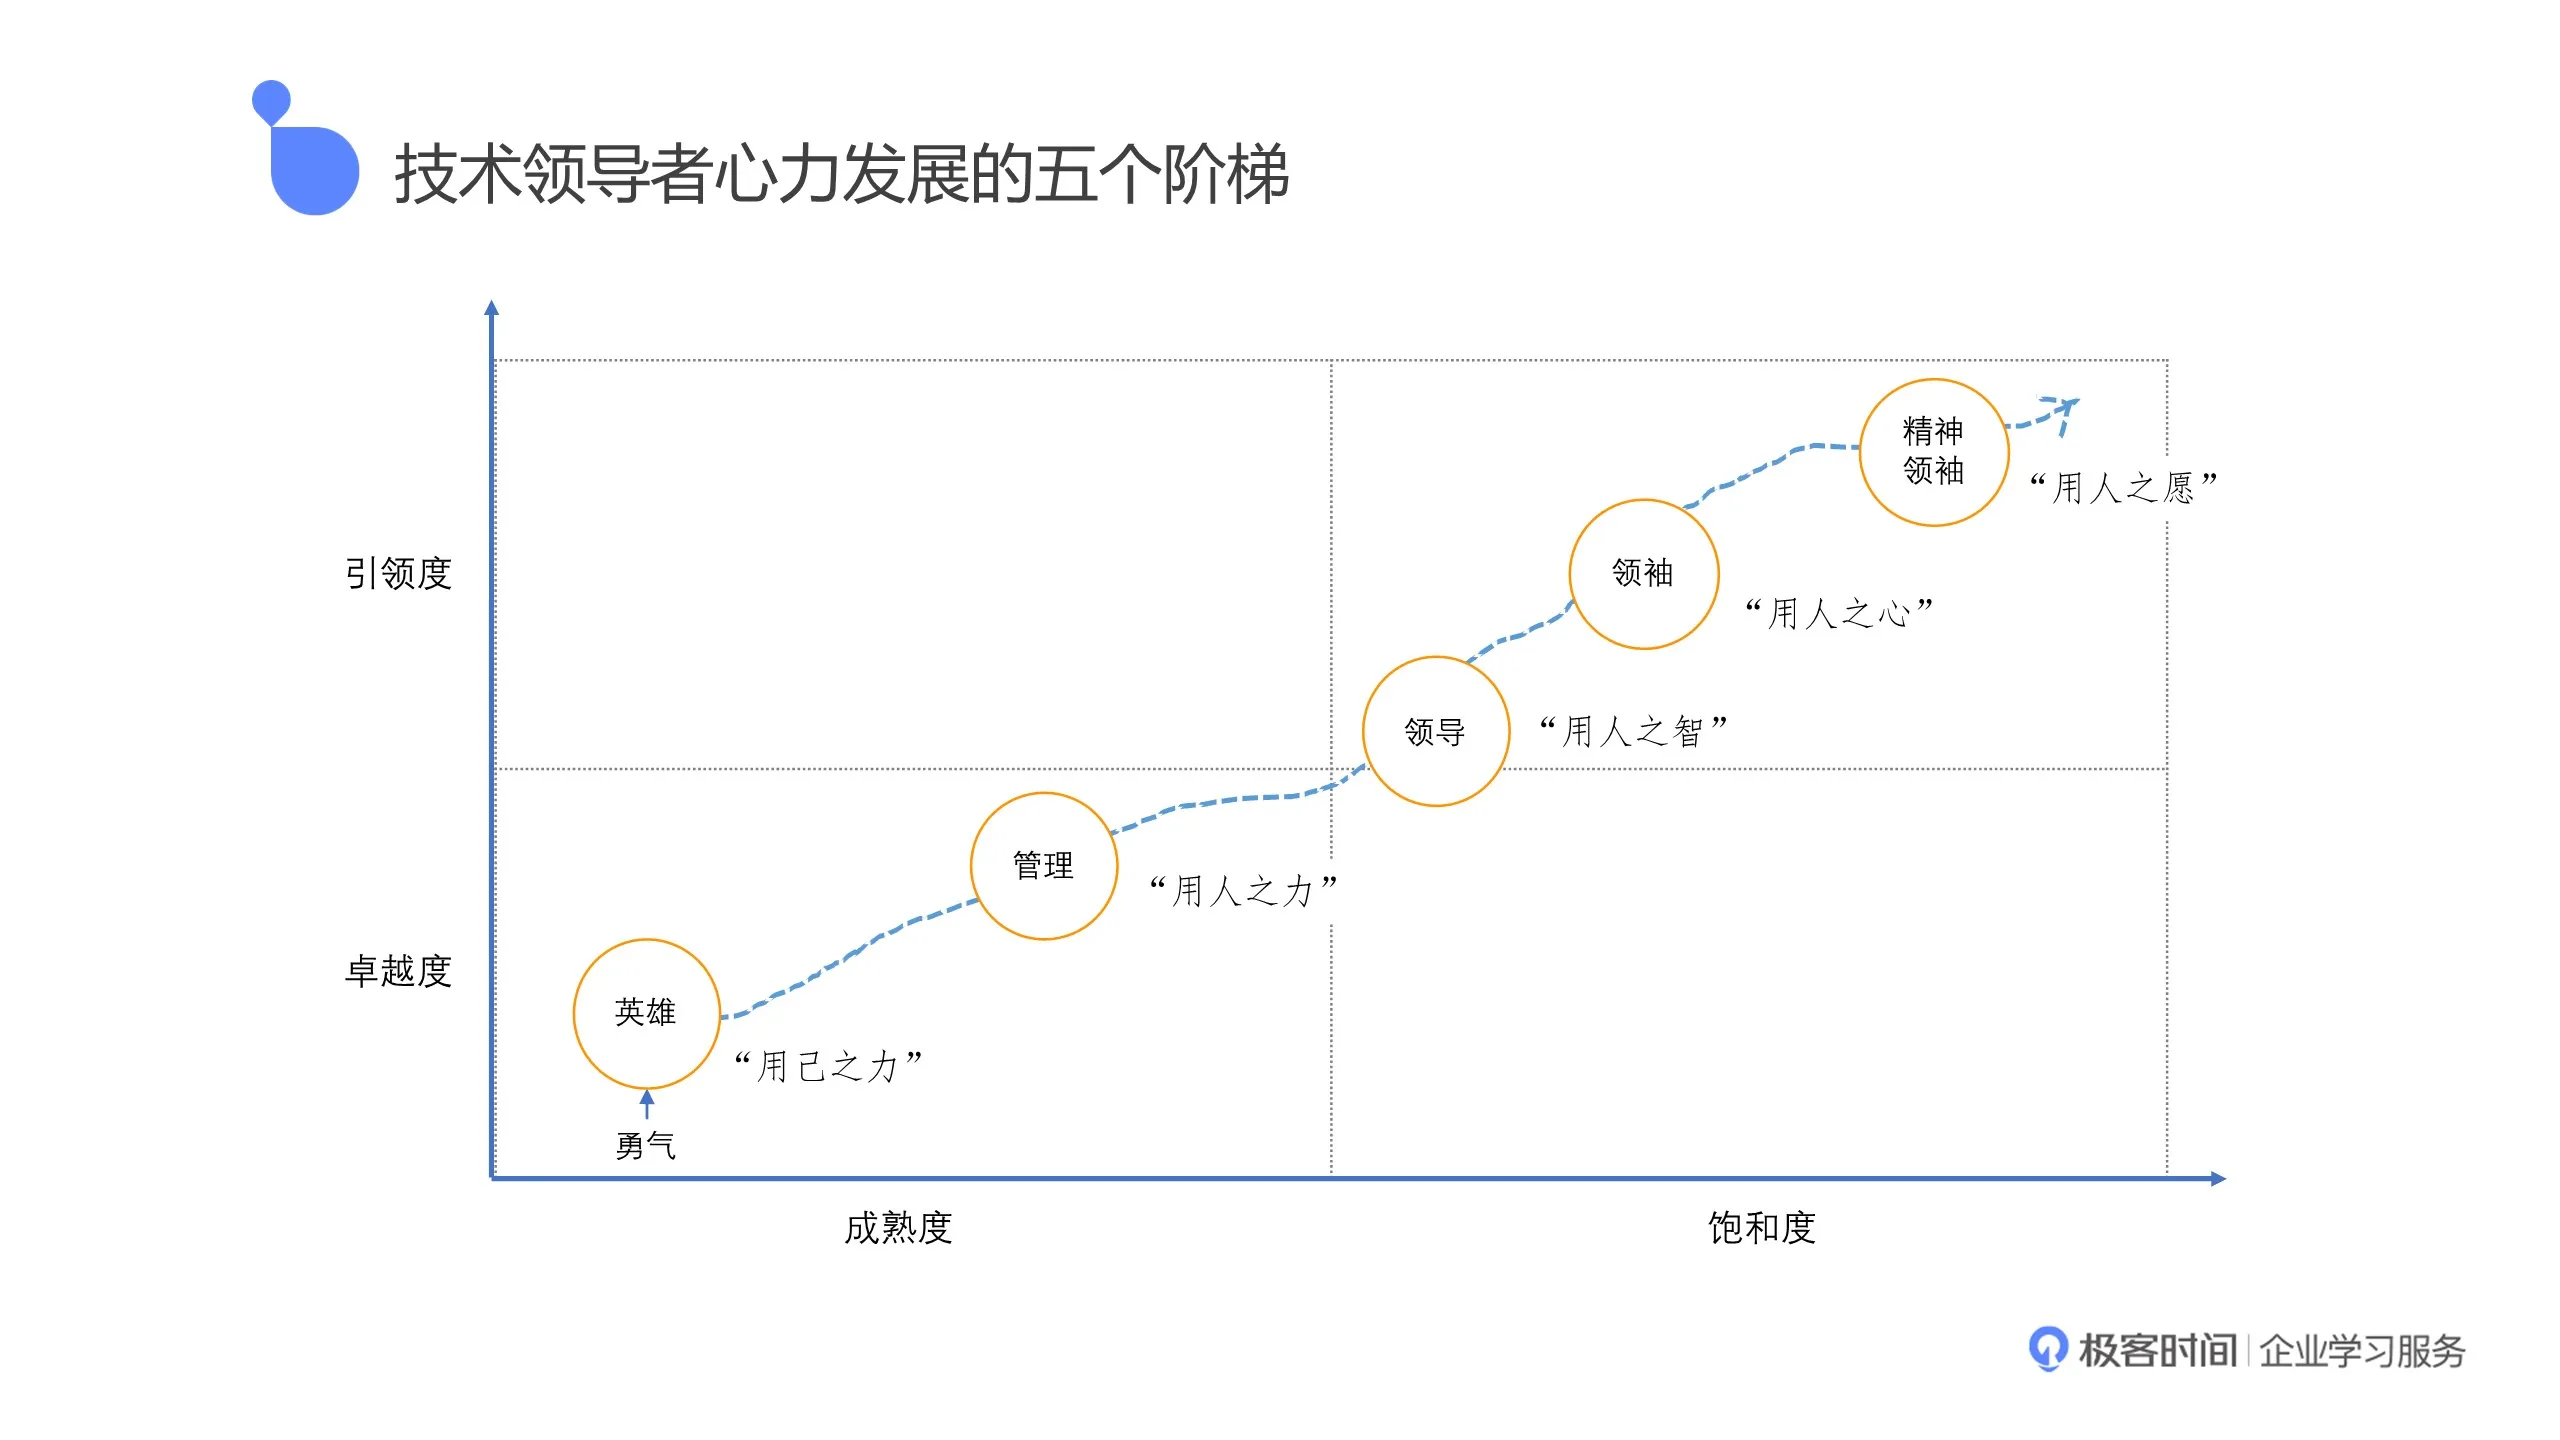 技术领导者心力发展的五个阶梯
引领度
卓越度
精神
领袖
“用人之愿”
领袖
“用人之心”
领导
“用人之智”
管理
“用人之力”
英雄
“用己之力”
勇气
成熟度
饱和度
极客时间 | 企业学习服务